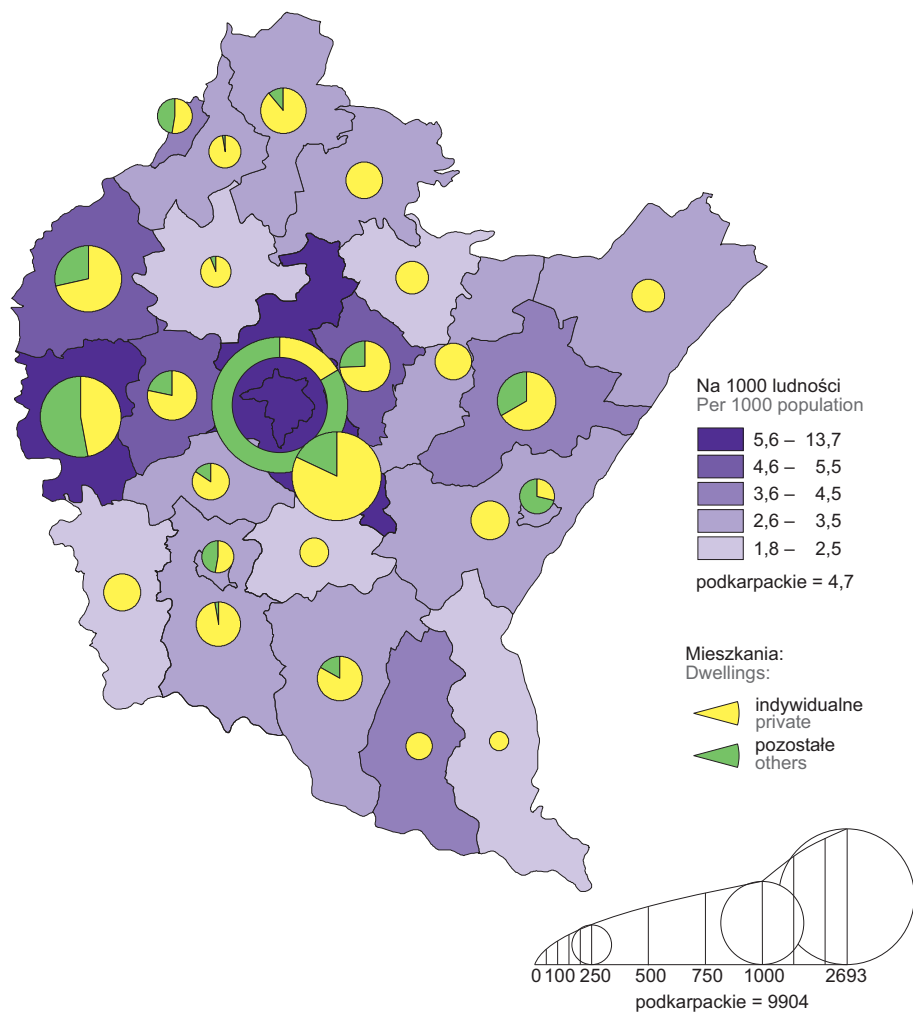 Na 1000 ludności
Per 1000 population
5,6 – 13,7
4,6 – 5,5
3,6 – 4,5
2,6 – 3,5
1,8 – 2,5
podkarpackie = 4,7
Mieszkania:
Dwellings:
indywidualne
private
pozostałe
others
0 100 250 500 750 1000 2693
podkarpackie = 9904